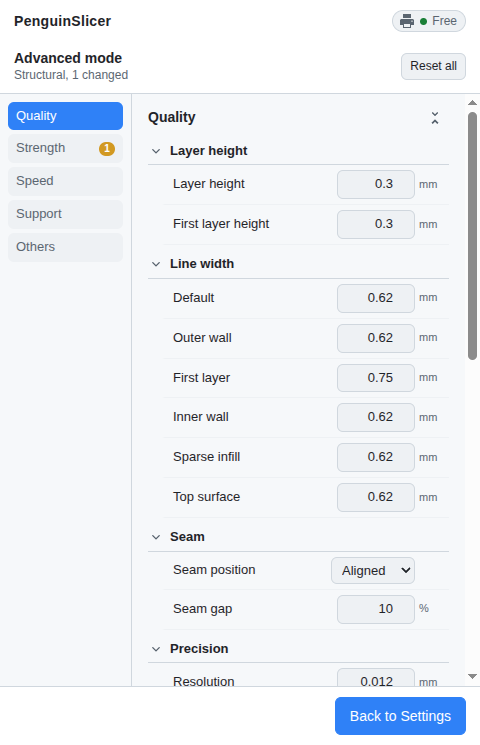 PenguinSlicer
Free
Advanced mode
Structural, 1 changed
Reset all
Quality
Strength 1
Speed
Support
Others
Quality
Layer height
Layer height 0.3 mm
First layer height 0.3 mm
Line width
Default 0.62 mm
Outer wall 0.62 mm
First layer 0.75 mm
Inner wall 0.62 mm
Sparse infill 0.62 mm
Top surface 0.62 mm
Seam
Seam position Aligned
Seam gap 10 %
Precision
Resolution 0.012 mm
Back to Settings